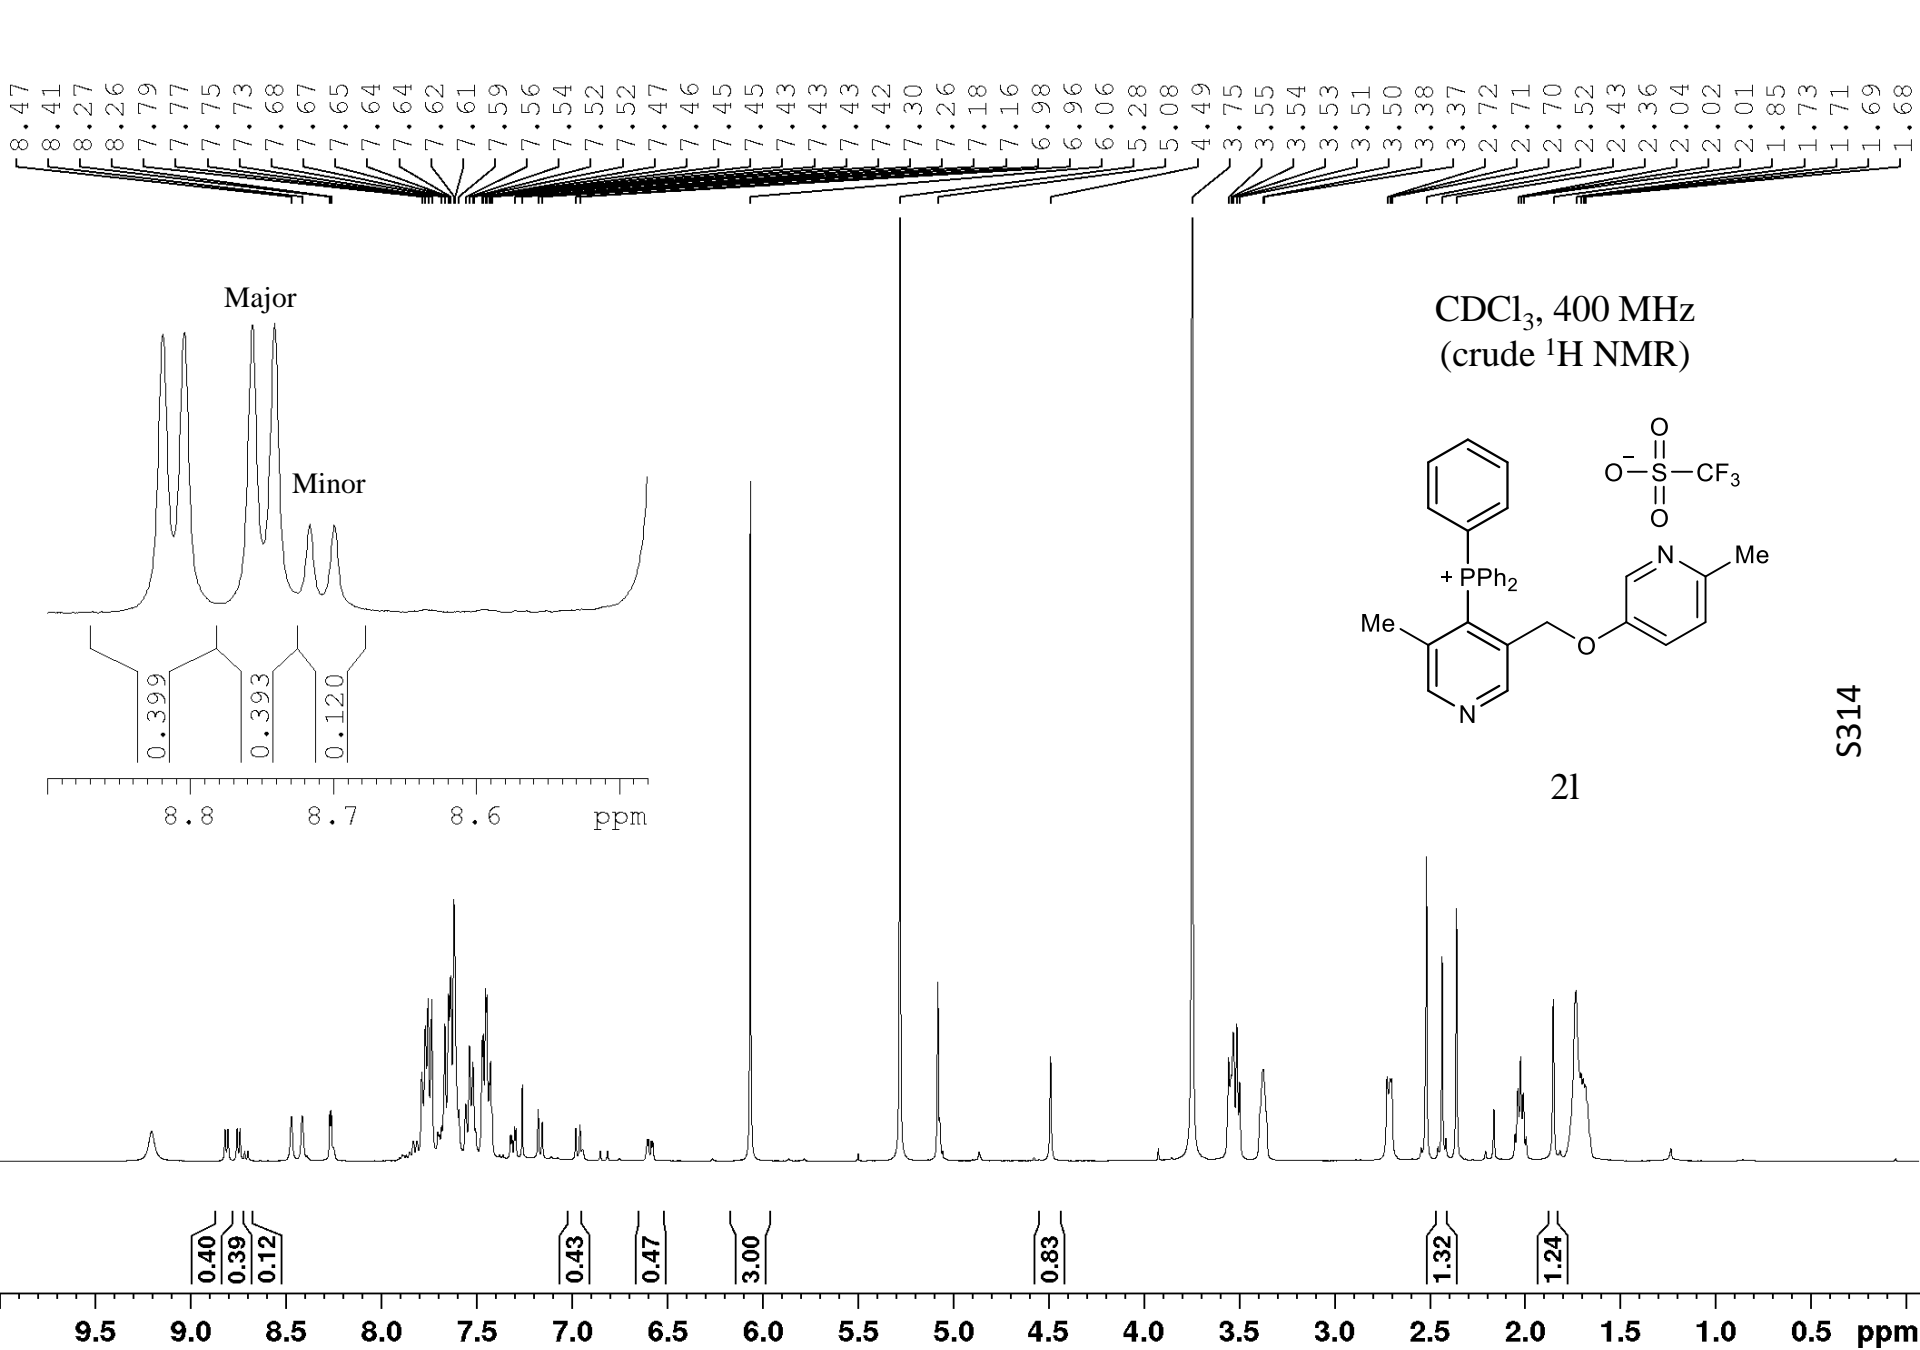 8.47 8.41 8.27 8.26 7.79 7.77 7.75 7.73 7.68 7.67 7.65 7.64 7.64 7.62 7.61 7.59 7.56 7.54 7.52 7.52 7.47 7.46 7.45 7.45 7.43 7.43 7.43 7.42 7.30 7.26 7.18 7.16 6.98 6.96 6.06 5.28 5.08 4.49 3.75 3.55 3.54 3.53 3.51 3.50 3.38 3.37 2.72 2.71 2.70 2.52 2.43 2.36 2.04 2.02 2.01 1.85 1.73 1.71 1.69 1.68
Major
Minor
0.399 0.393 0.120
8.8 8.7 8.6 ppm
CDCl₃, 400 MHz
(crude ¹H NMR)
O
O⁻ S CF₃
O
+ PPh₂
N Me
Me
O
N
2l
S314
0.40 0.39 0.12 0.43 0.47 3.00 0.83 1.32 1.24
9.5 9.0 8.5 8.0 7.5 7.0 6.5 6.0 5.5 5.0 4.5 4.0 3.5 3.0 2.5 2.0 1.5 1.0 0.5 ppm